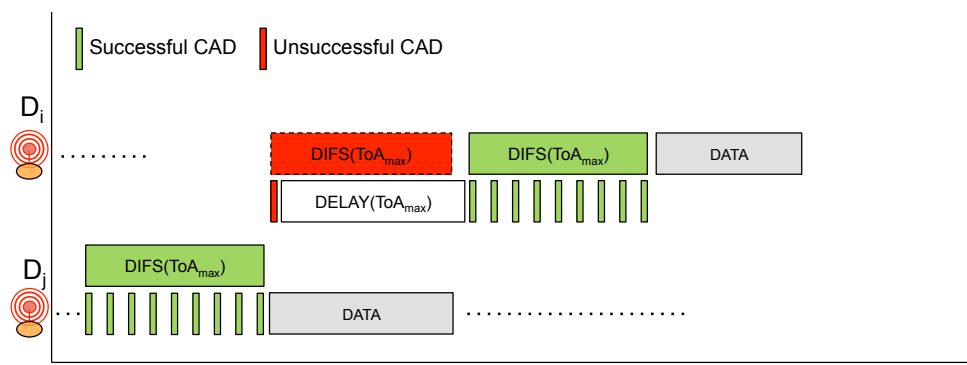 Successful CAD
Unsuccessful CAD
Di
DIFS(ToAmax)
DIFS(ToAmax)
DATA
DELAY(ToAmax)
Dj
DIFS(ToAmax)
DATA